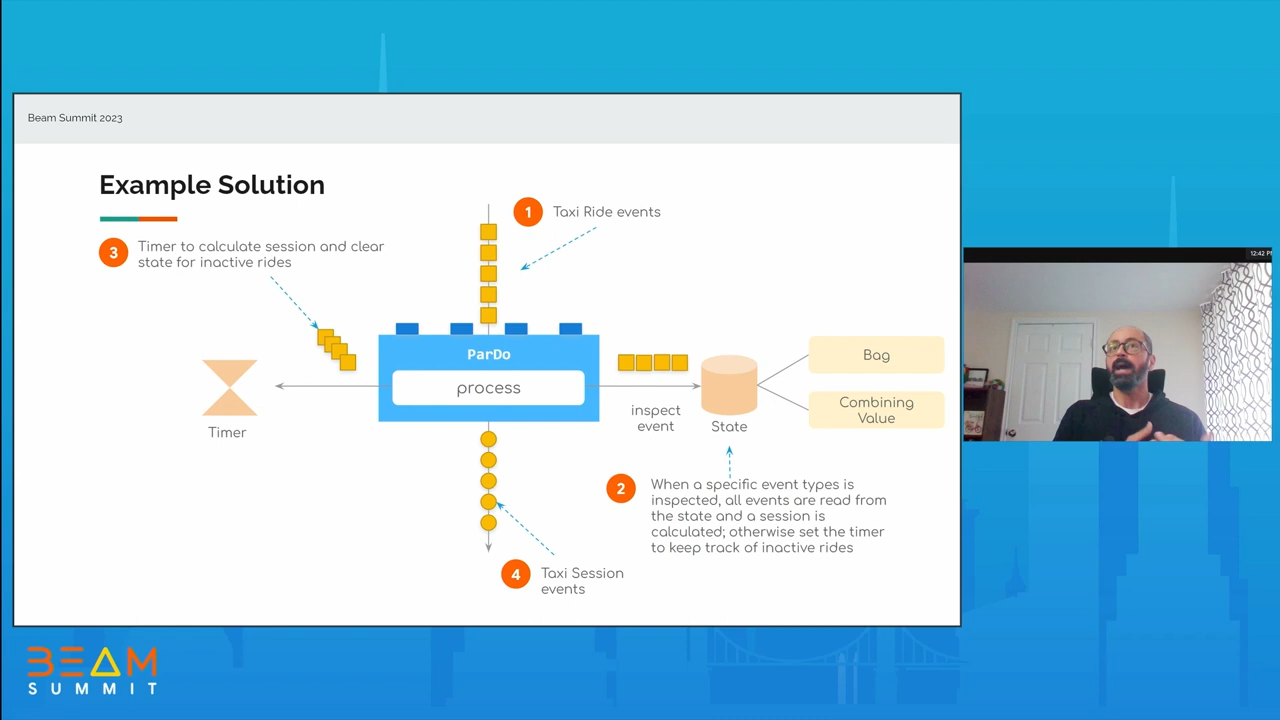 Beam Summit 2023
Example Solution
1
Taxi Ride events
3
Timer to calculate session and clear
state for inactive rides
ParDo
process
Timer
inspect
event
State
Bag
Combining
Value
2
When a specific event types is
inspected, all events are read from
the state and a session is
calculated; otherwise set the timer
to keep track of inactive rides
4
Taxi Session
events
12:42
BEAM
SUMMIT